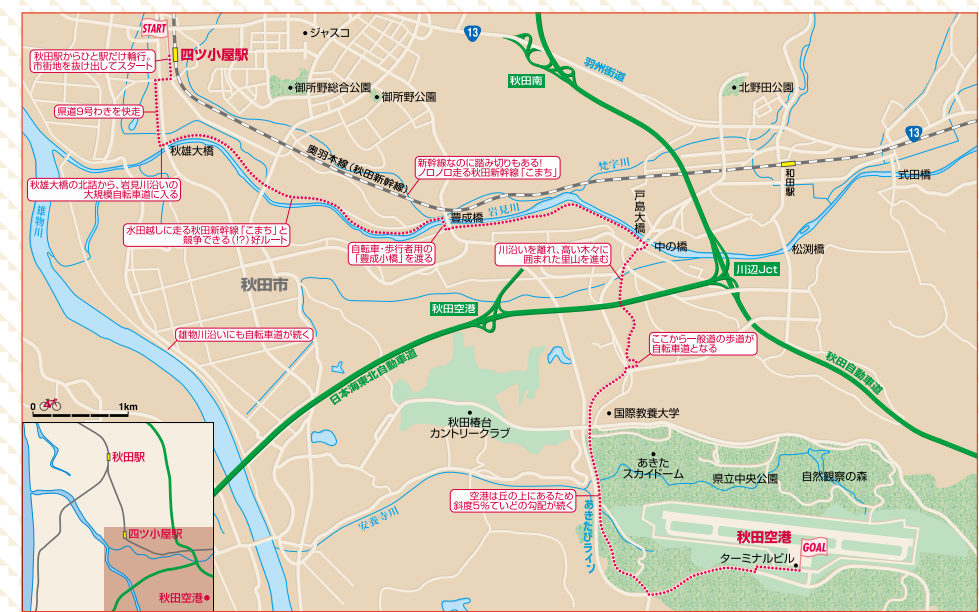 START
四ツ小屋駅
ジャスコ
13
秋田駅からひと駅だけ輪行。
市街地を抜け出してスタート
秋田南
羽州街道
御所野総合公園
御所野公園
北野田公園
県道9号わきを快走
13
秋雄大橋
奥羽本線(秋田新幹線)
新幹線なのに踏み切りもある!
ノロノロ走る秋田新幹線「こまち」
梵字川
和田駅
式田橋
秋雄大橋の北詰から、岩見川沿いの
大規模自転車道に入る
雄物川
豊成橋
岩見川
戸島大橋
水田越しに走る秋田新幹線「こまち」と
競争できる(!?)好ルート
自転車・歩行者用の
「豊成小橋」を渡る
川沿いを離れ、高い木々に
囲まれた里山を進む
中の橋
松渕橋
川辺Jct
秋田市
秋田空港
雄物川沿いにも自転車道が続く
ここから一般道の歩道が
自転車道となる
日本海東北自動車道
秋田自動車道
0
1km
秋田椿台
カントリークラブ
国際教養大学
秋田駅
あきた
スカイドーム
県立中央公園
自然観察の森
空港は丘の上にあるため
斜度5%ていどの勾配が続く
安養寺川
あきたびライン
四ツ小屋駅
秋田空港
ターミナルビル
GOAL
秋田空港